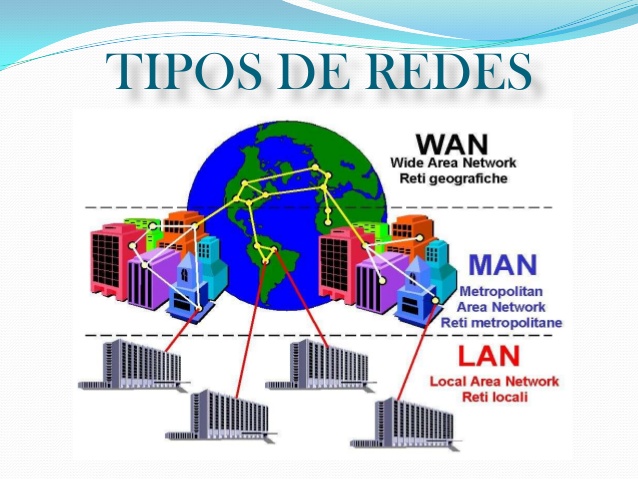 TIPOS DE REDES
WAN
Wide Area Network
Reti geografiche
MAN
Metropolitan
Area Network
Reti metropolitane
LAN
Local Area Network
Reti locali